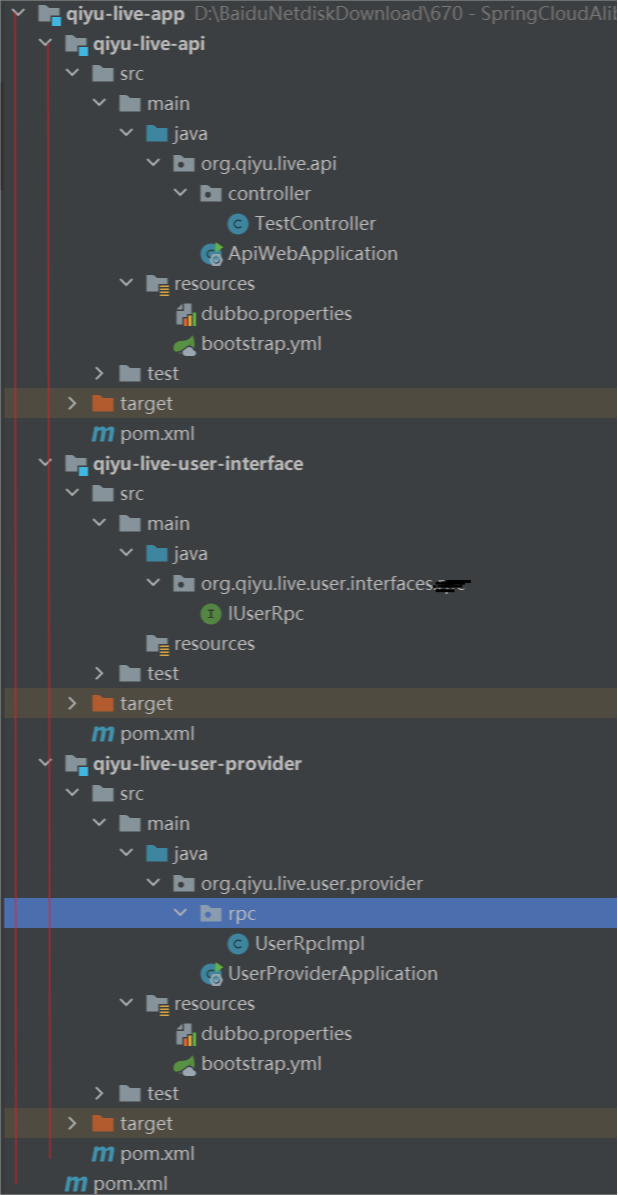 qiyu-live-app D:\BaiduNetdiskDownload\670 - SpringCloudAlib
qiyu-live-api
src
main
java
org.qiyu.live.api
controller
C TestController
ApiWebApplication
resources
dubbo.properties
bootstrap.yml
test
target
m pom.xml
qiyu-live-user-interface
src
main
java
org.qiyu.live.user.interfaces
I IUserRpc
resources
test
target
m pom.xml
qiyu-live-user-provider
src
main
java
org.qiyu.live.user.provider
rpc
C UserRpcImpl
UserProviderApplication
resources
dubbo.properties
bootstrap.yml
test
target
m pom.xml
m pom.xml